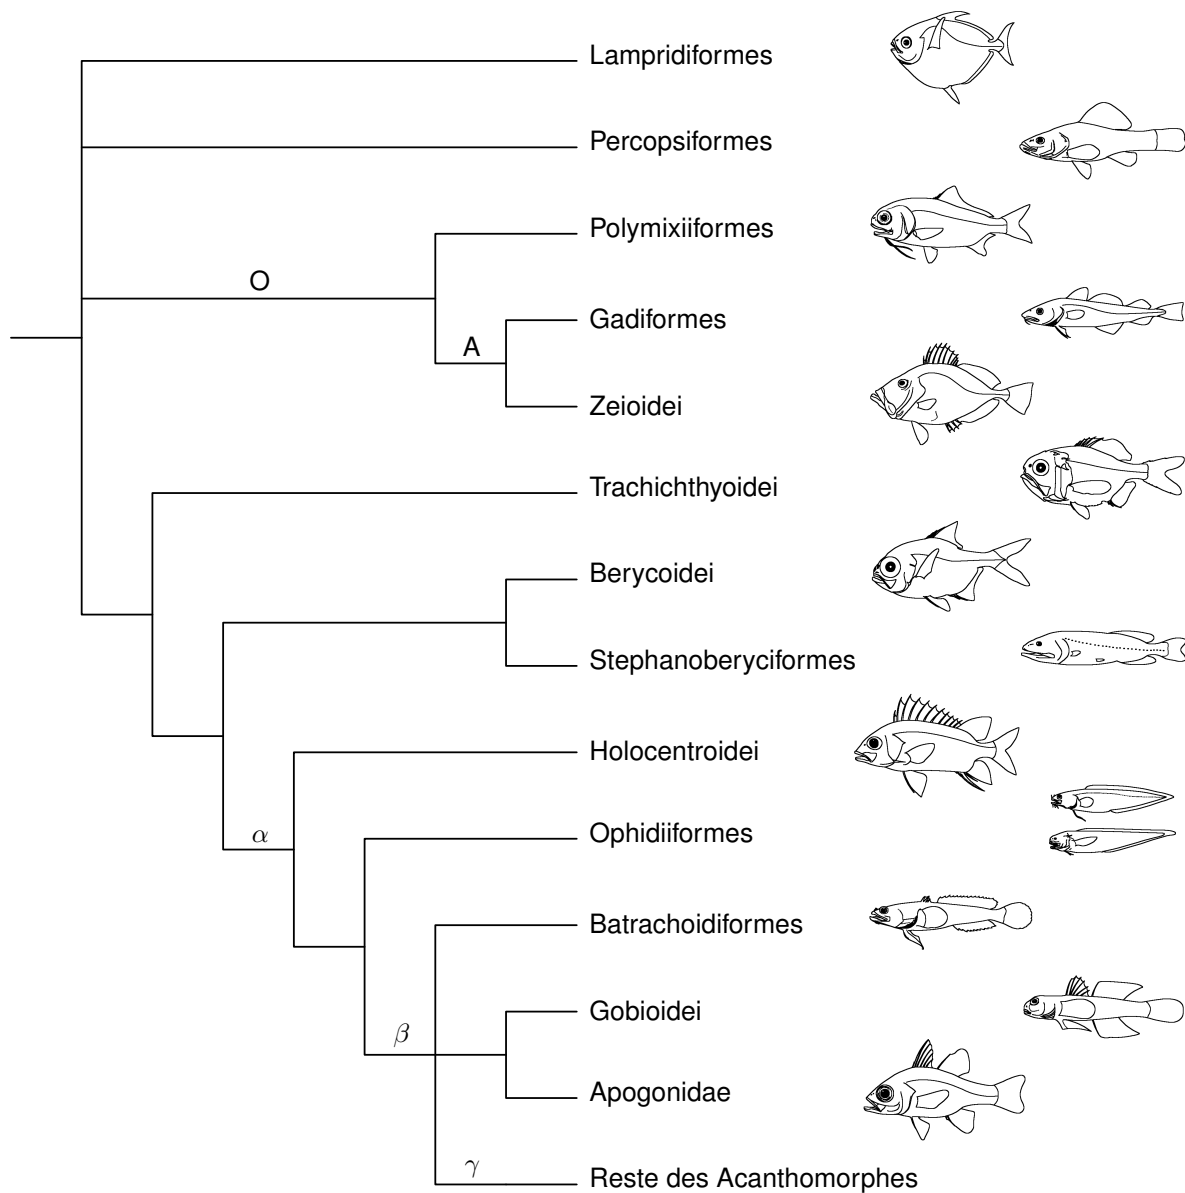 Lampridiformes
Percopsiformes
Polymixiiformes
O
Gadiformes
A
Zeioidei
Trachichthyoidei
Berycoidei
Stephanoberyciformes
Holocentroidei
α
Ophidiiformes
Batrachoidiformes
Gobioidei
β
Apogonidae
γ
Reste des Acanthomorphes